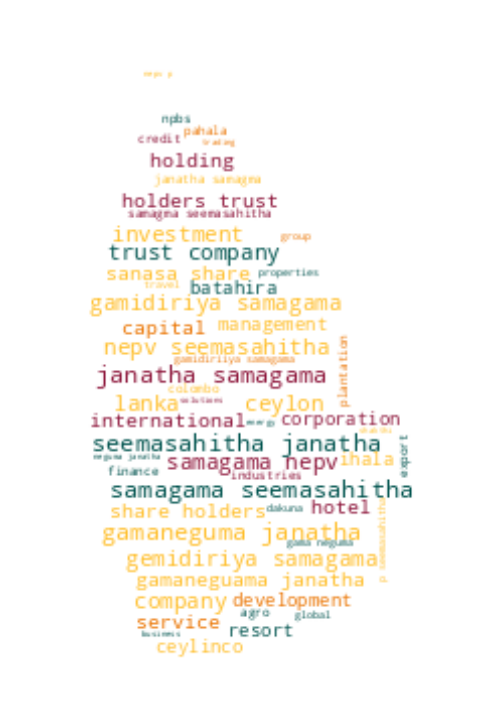 nepv p
npbs
pahala
credit
trading
holding
janatha samagma
holders trust
samagma seemasahitha
investment group
trust company
sanasa share properties
travel batahira
gamidiriya samagama
capital management
nepv seemasahitha
gamidiriiya samagama
plantation
janatha samagama
colombo
lanka solutions ceylon
international energy corporation
seemasahitha janatha
export
neguma janatha samagama nepv ihala
finance industries
samagama seemasahitha
share holders dakuna hotel
p seemasahitha
gamaneguma janatha
gama neguma
gemidiriya samagama
gamaneguama janatha
company development
agro global
service
business resort
ceylinco